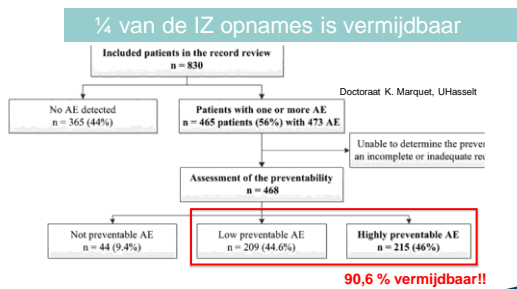 ¼ van de IZ opnames is vermijdbaar
Included patients in the record review
n = 830
Doctoraat K. Marquet, UHasselt
No AE detected
n = 365 (44%)
Patients with one or more AE
n = 465 patients (56%) with 473 AE
Unable to determine the
an incomplete or inadequate
Assessment of the preventability
n = 468
Not preventable AE
n = 44 (9.4%)
Low preventable AE
n = 209 (44.6%)
Highly preventable AE
n = 215 (46%)
90,6 % vermijdbaar!!